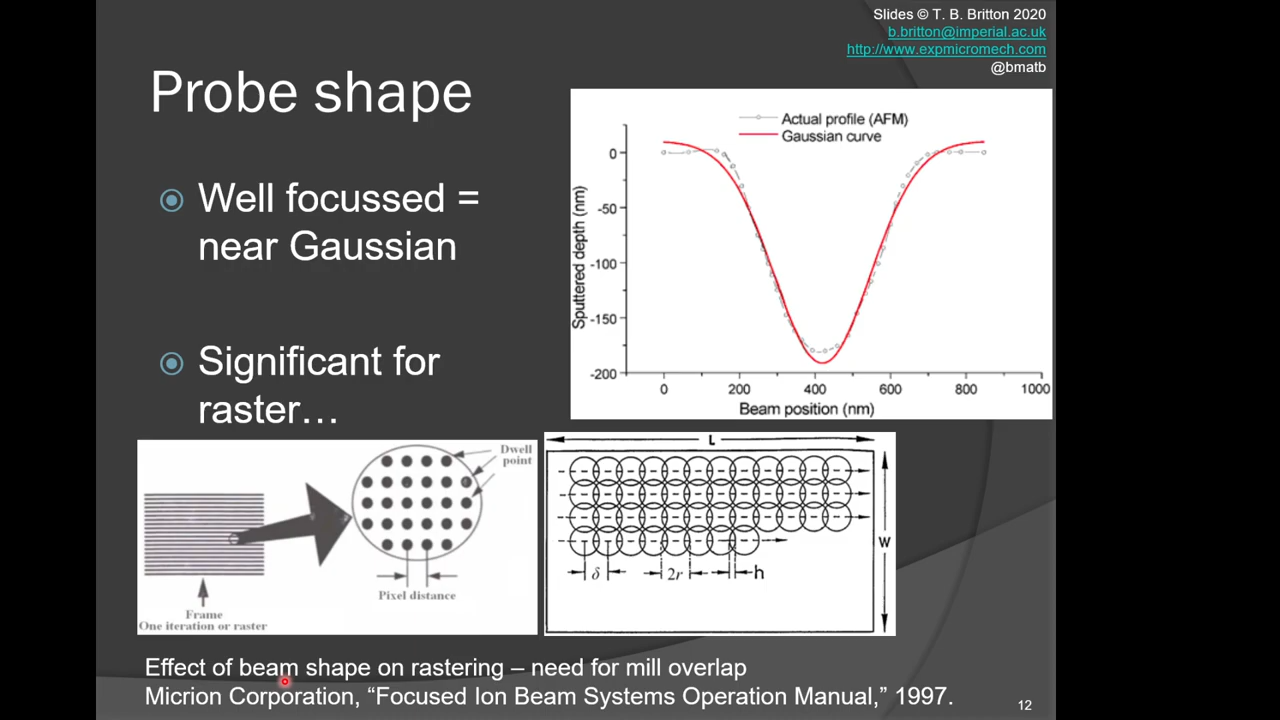 Slides © T. B. Britton 2020
b.britton@imperial.ac.uk
http://www.expmicromech.com
@bmatb
Probe shape
Well focussed =
near Gaussian
Significant for
raster…
Actual profile (AFM)
Gaussian curve
Sputtered depth (nm)
0
-50
-100
-150
-200
0 200 400 600 800 1000
Beam position (nm)
Dwell
point
Pixel distance
Frame
One iteration or raster
L
W
δ 2r h
Effect of beam shape on rastering – need for mill overlap
Micrion Corporation, “Focused Ion Beam Systems Operation Manual,” 1997.
12